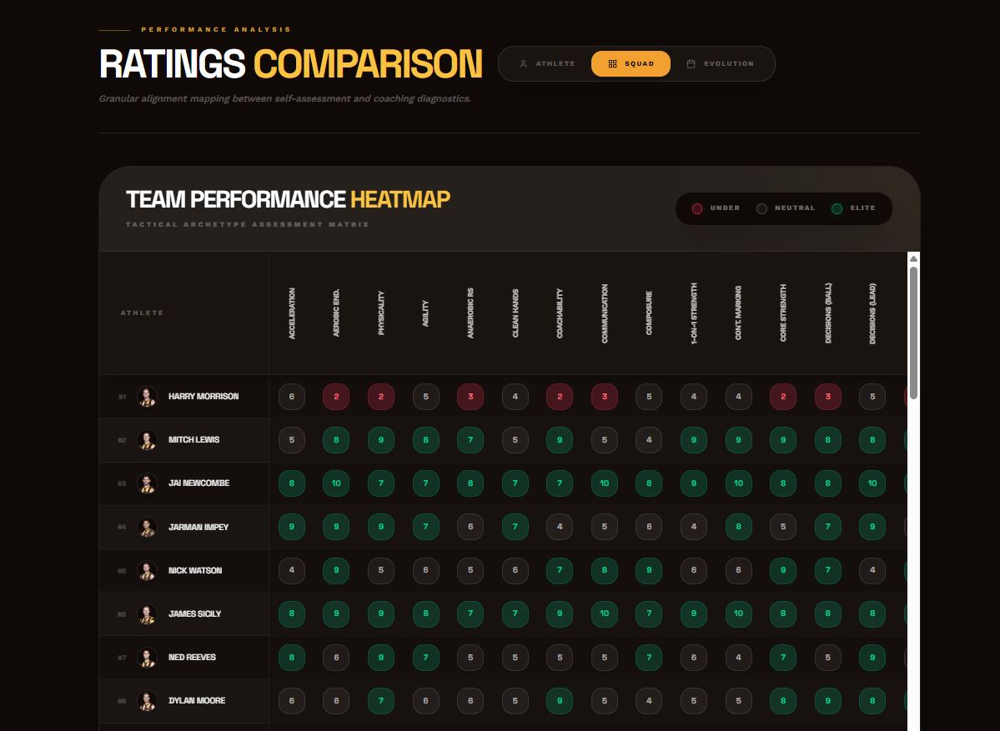 PERFORMANCE ANALYSIS
RATINGS COMPARISON
ATHLETE SQUAD EVOLUTION
Granular alignment mapping between self-assessment and coaching diagnostics.
TEAM PERFORMANCE HEATMAP
TACTICAL ARCHETYPE ASSESSMENT MATRIX
UNDER NEUTRAL ELITE
ATHLETE ACCELERATION AEROBIC END. PHYSICALITY AGILITY ANAEROBIC RS CLEAN HANDS COACHABILITY COMMUNICATION COMPOSURE 1-ON-1 STRENGTH CONT. MARKING CORE STRENGTH DECISIONS (BALL) DECISIONS (LEAD)
#1 HARRY MORRISON 6 2 2 5 3 4 2 3 5 4 4 2 3 5
#2 MITCH LEWIS 5 8 9 8 7 5 9 5 4 9 9 9 8 8
#3 JAI NEWCOMBE 8 10 7 7 8 7 7 10 8 9 10 8 8 10
#4 JARMAN IMPEY 9 9 9 7 6 7 4 5 6 4 8 5 7 9
#5 NICK WATSON 4 9 5 6 5 6 7 8 9 6 6 9 7 4
#6 JAMES SICILY 8 9 9 8 7 7 9 10 7 9 10 8 8 8
#7 NED REEVES 8 6 9 7 5 5 5 5 7 6 4 7 5 9
#8 DYLAN MOORE 6 6 7 6 6 5 9 5 4 5 5 8 9 8